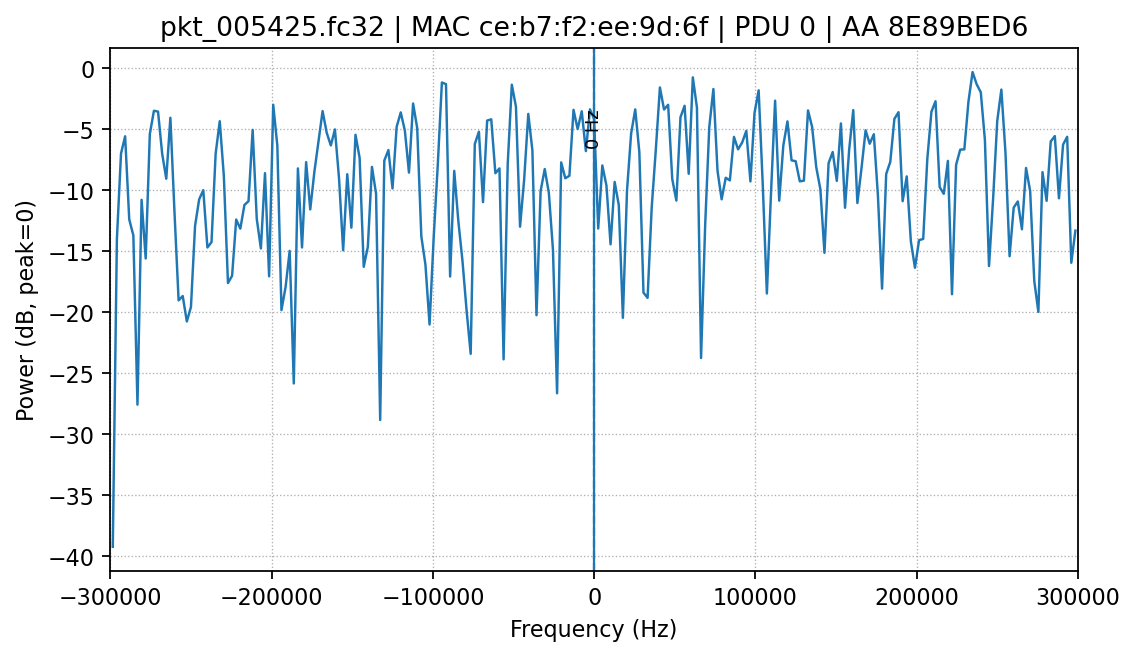 pkt_005425.fc32 | MAC ce:b7:f2:ee:9d:6f | PDU 0 | AA 8E89BED6
0
−5
−10
−15
−20
−25
−30
−35
−40
Power (dB, peak=0)
0 Hz
−300000 −200000 −100000 0 100000 200000 300000
Frequency (Hz)